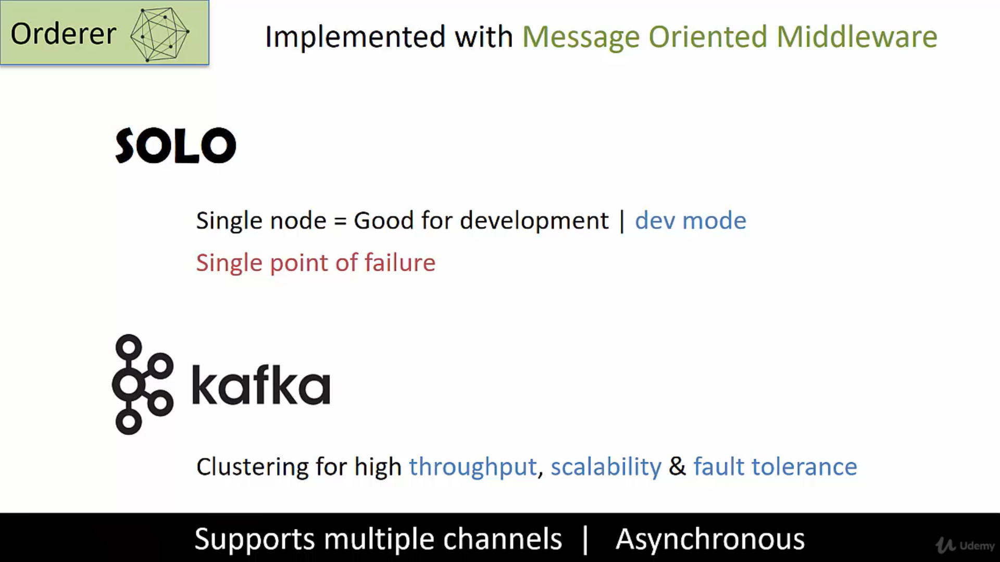 Orderer
Implemented with Message Oriented Middleware
SOLO
Single node = Good for development | dev mode
Single point of failure
kafka
Clustering for high throughput, scalability & fault tolerance
Supports multiple channels | Asynchronous
Udemy